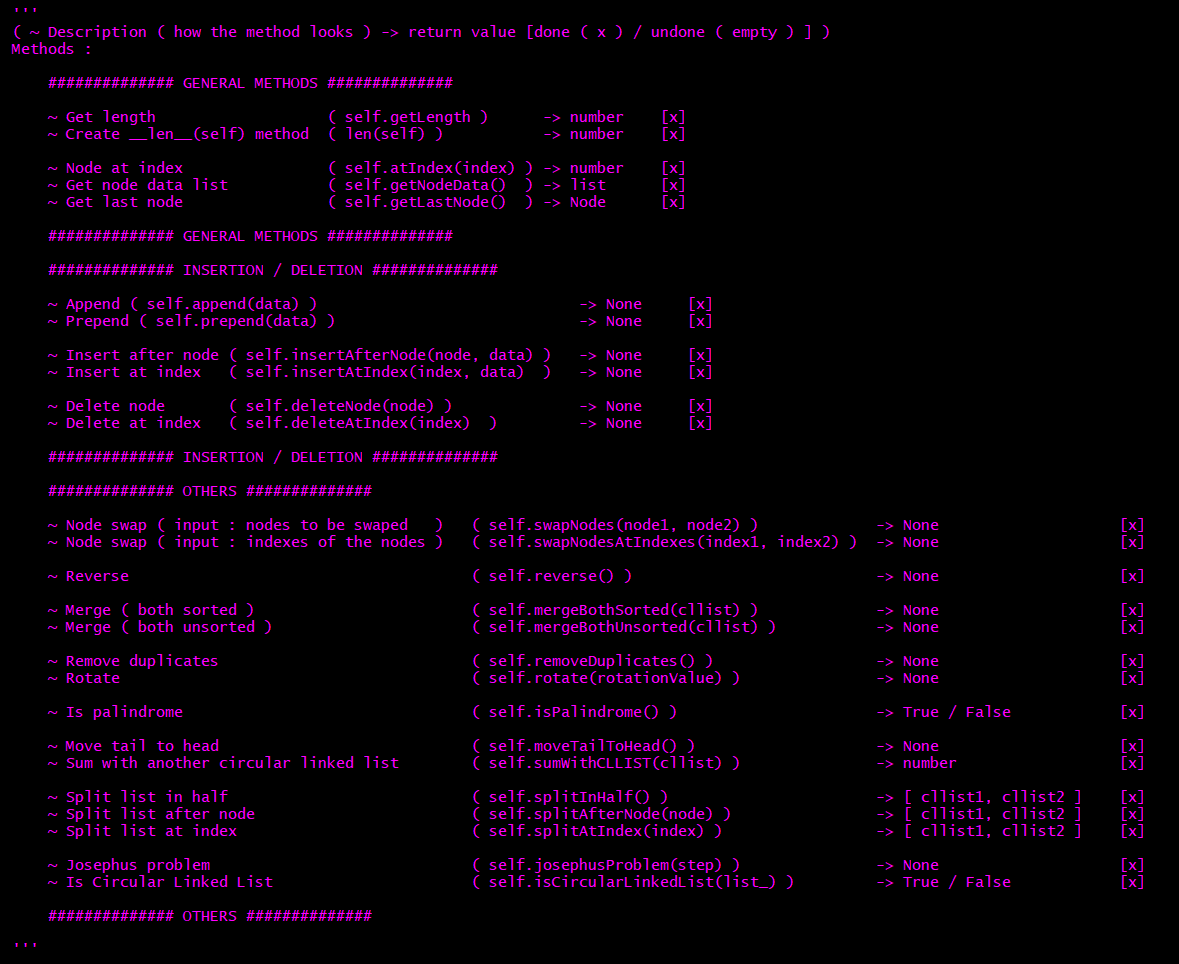 '''
( ~ Description ( how the method looks ) -> return value [done ( x ) / undone ( empty ) ] )
Methods :
############## GENERAL METHODS ##############
~ Get length                   ( self.getLength )      -> number    [x]
~ Create __len__(self) method  ( len(self) )           -> number    [x]
~ Node at index                ( self.atIndex(index) ) -> number    [x]
~ Get node data list           ( self.getNodeData()  ) -> list      [x]
~ Get last node                ( self.getLastNode()  ) -> Node      [x]
############## GENERAL METHODS ##############
############## INSERTION / DELETION ##############
~ Append ( self.append(data) )                             -> None     [x]
~ Prepend ( self.prepend(data) )                           -> None     [x]
~ Insert after node ( self.insertAfterNode(node, data) )   -> None     [x]
~ Insert at index   ( self.insertAtIndex(index, data)  )   -> None     [x]
~ Delete node       ( self.deleteNode(node) )              -> None     [x]
~ Delete at index   ( self.deleteAtIndex(index)  )         -> None     [x]
############## INSERTION / DELETION ##############
############## OTHERS ##############
~ Node swap ( input : nodes to be swaped   )   ( self.swapNodes(node1, node2) )             -> None                    [x]
~ Node swap ( input : indexes of the nodes )   ( self.swapNodesAtIndexes(index1, index2) )  -> None                    [x]
~ Reverse                                      ( self.reverse() )                           -> None                    [x]
~ Merge ( both sorted )                        ( self.mergeBothSorted(cllist) )             -> None                    [x]
~ Merge ( both unsorted )                      ( self.mergeBothUnsorted(cllist) )           -> None                    [x]
~ Remove duplicates                            ( self.removeDuplicates() )                  -> None                    [x]
~ Rotate                                       ( self.rotate(rotationValue) )               -> None                    [x]
~ Is palindrome                                ( self.isPalindrome() )                      -> True / False            [x]
~ Move tail to head                            ( self.moveTailToHead() )                    -> None                    [x]
~ Sum with another circular linked list        ( self.sumWithCLLIST(cllist) )               -> number                  [x]
~ Split list in half                           ( self.splitInHalf() )                       -> [ cllist1, cllist2 ]    [x]
~ Split list after node                        ( self.splitAfterNode(node) )                -> [ cllist1, cllist2 ]    [x]
~ Split list at index                          ( self.splitAtIndex(index) )                 -> [ cllist1, cllist2 ]    [x]
~ Josephus problem                             ( self.josephusProblem(step) )               -> None                    [x]
~ Is Circular Linked List                      ( self.isCircularLinkedList(list_) )         -> True / False            [x]
############## OTHERS ##############
'''